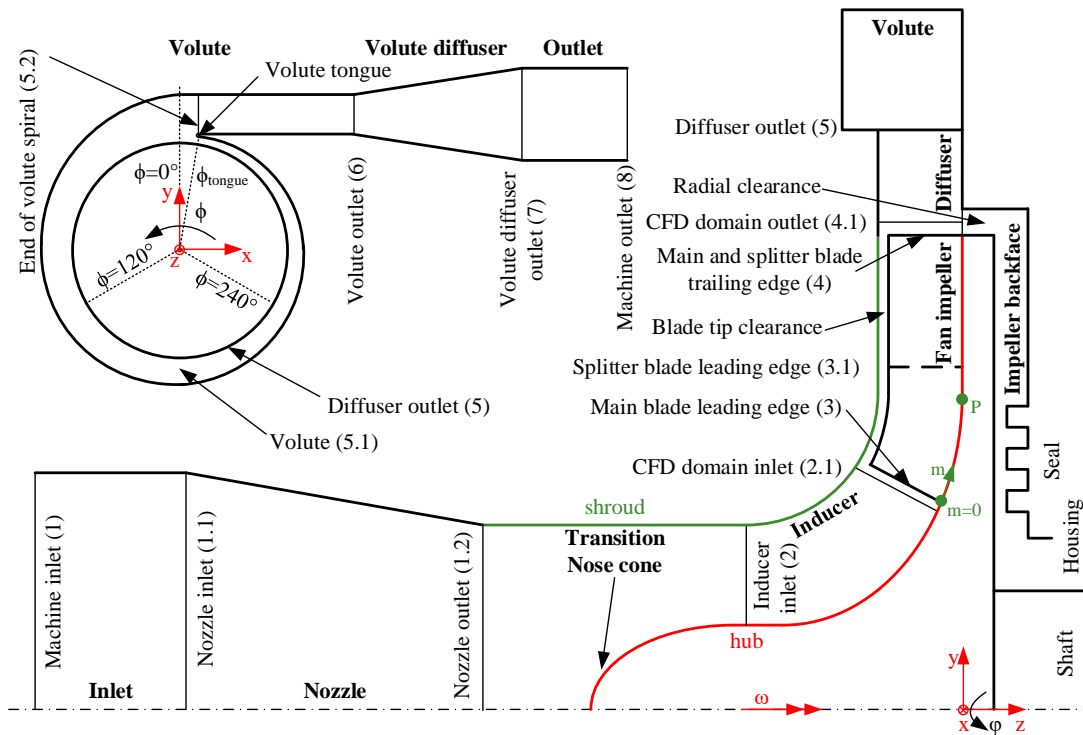 Volute
Volute diffuser
Outlet
Volute tongue
End of volute spiral (5.2)
ϕ=0°
ϕtongue
y
ϕ
z
x
ϕ=120°
ϕ=240°
Volute outlet (6)
Volute diffuser
outlet (7)
Machine outlet (8)
Diffuser outlet (5)
Volute (5.1)
Volute
Diffuser outlet (5)
Diffuser
Radial clearance
CFD domain outlet (4.1)
Main and splitter blade
trailing edge (4)
Fan impeller
Impeller backface
Blade tip clearance
Splitter blade leading edge (3.1)
Main blade leading edge (3)
P
CFD domain inlet (2.1)
m
m=0
Seal
Housing
Inducer
shroud
Transition
Nose cone
Machine inlet (1)
Nozzle inlet (1.1)
Nozzle outlet (1.2)
Inducer
inlet (2)
hub
Shaft
Inlet
Nozzle
ω
y
x
φ
z